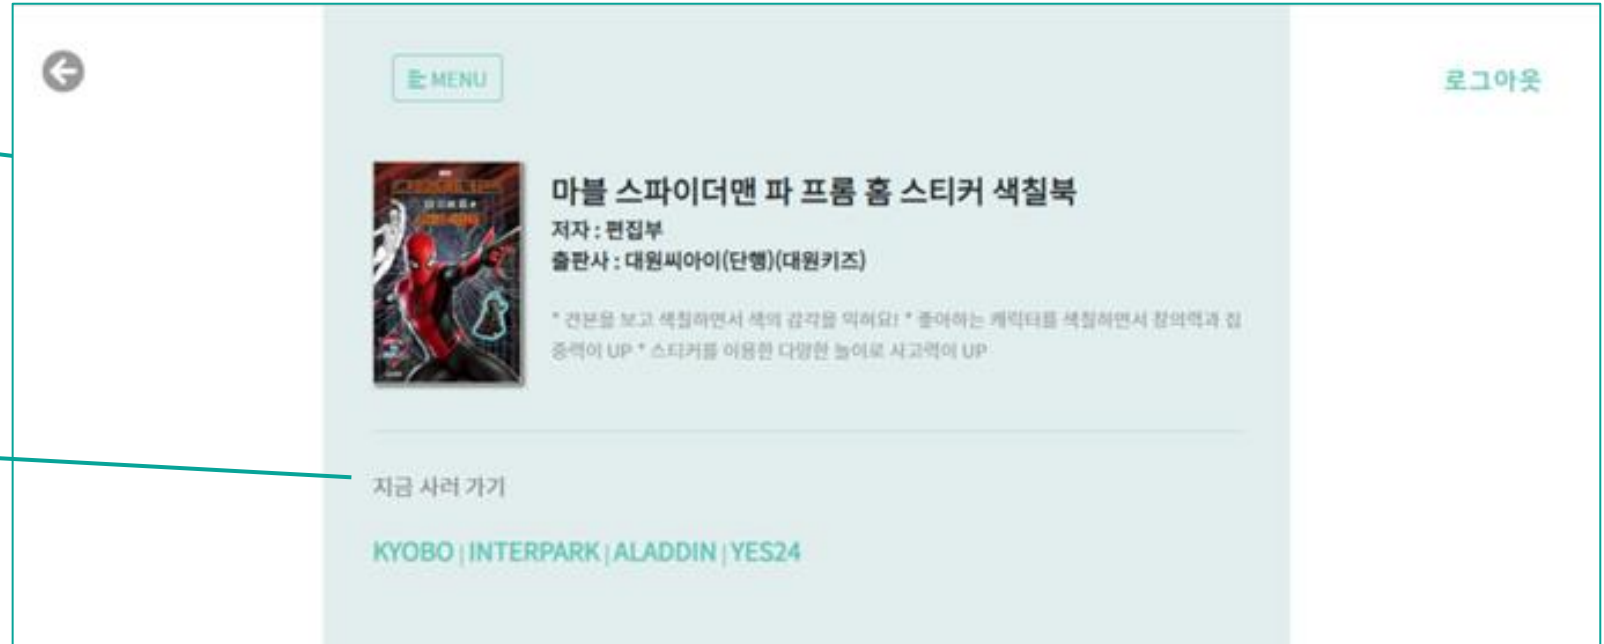 MENU
로그아웃
마블 스파이더맨 파 프롬 홈 스티커 색칠북
저자 : 편집부
출판사 : 대원씨아이(단행)(대원키즈)
* 견본을 보고 색칠하면서 색의 감각을 익혀요! * 좋아하는 캐릭터를 색칠하면서 창의력과 집
중력이 UP * 스티커를 이용한 다양한 놀이로 사고력이 UP
지금 사러 가기
KYOBO | INTERPARK | ALADDIN | YES24